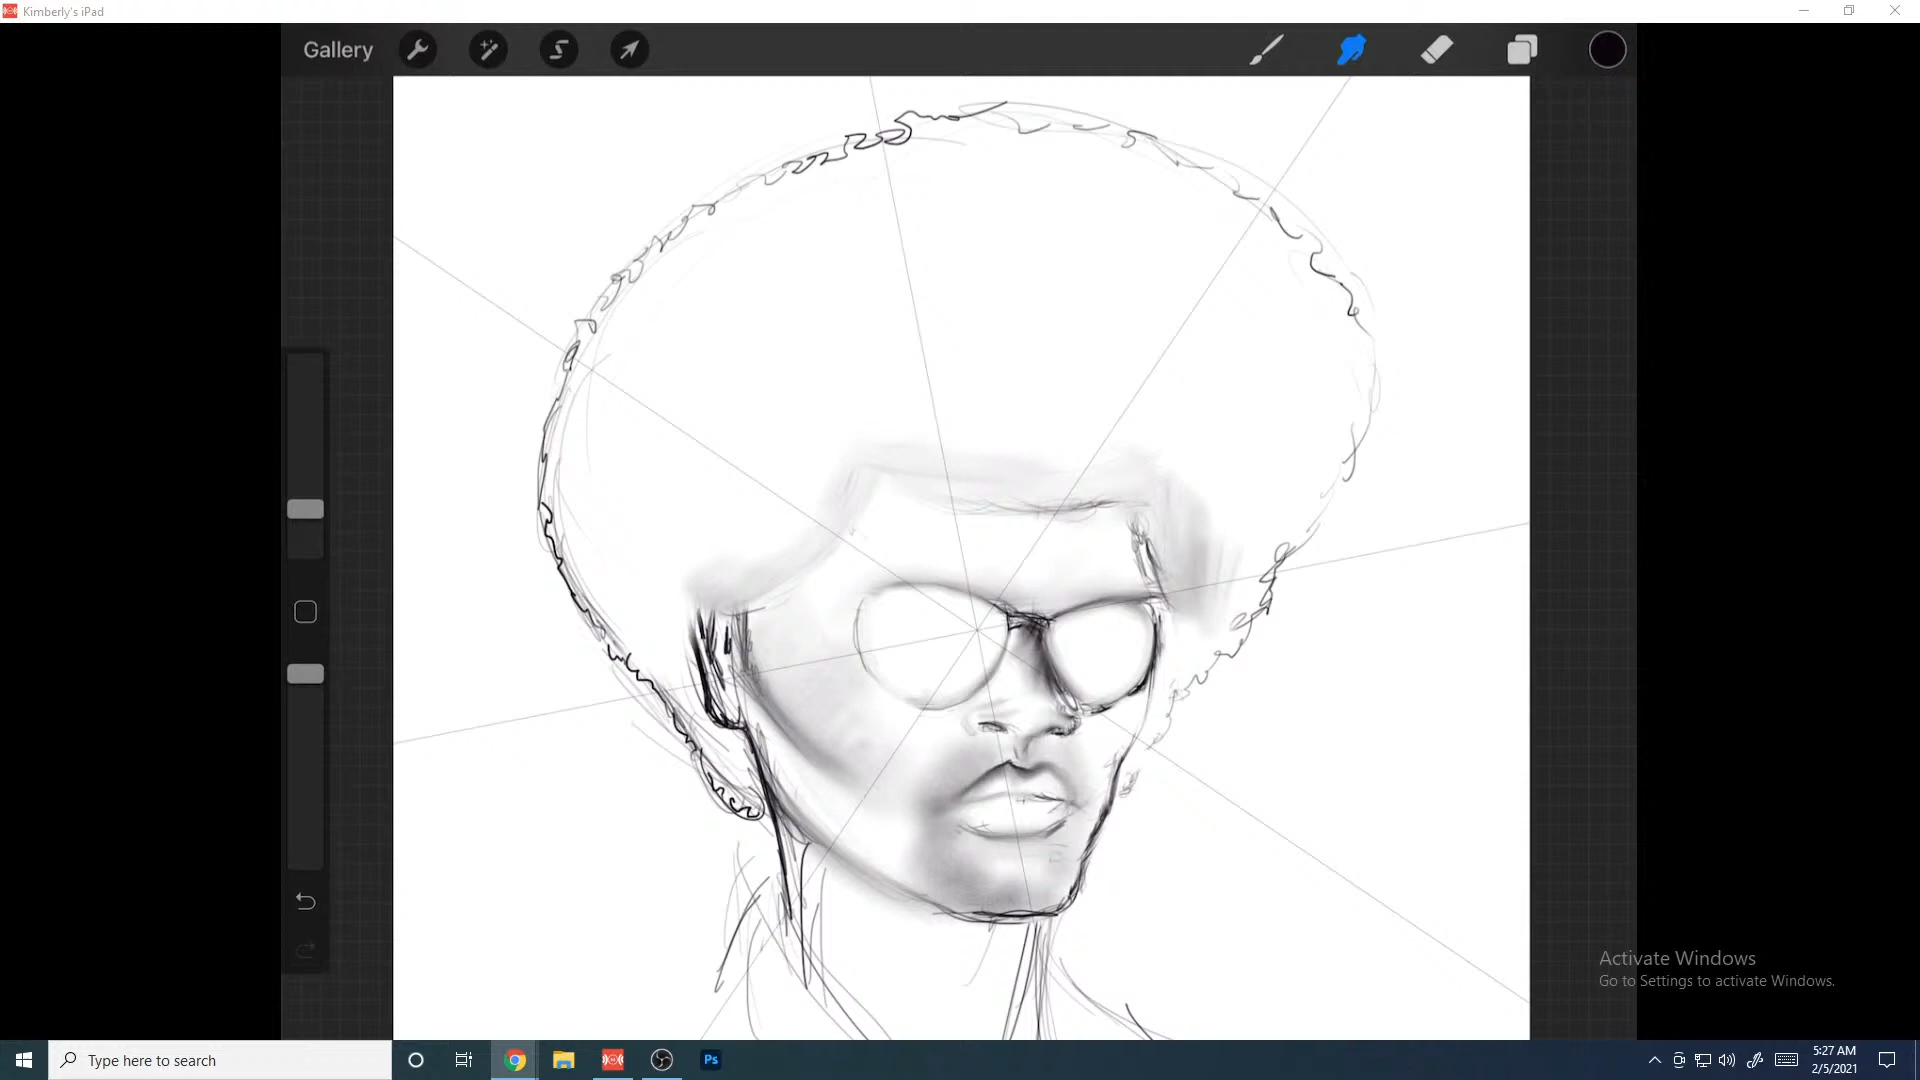 Kimberly's iPad
Gallery
Activate Windows
Go to Settings to activate Windows.
Type here to search
Ps
5:27 AM
2/5/2021